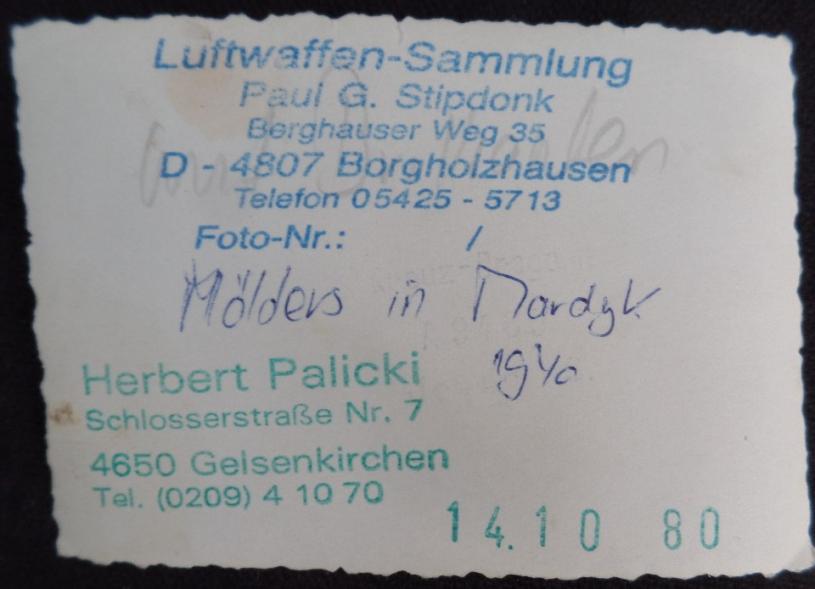 Luftwaffen-Sammlung
Paul G. Stipdonk
Berghauser Weg 35
D - 4807 Borgholzhausen
Telefon 05425 - 5713
Foto-Nr.: /
Mölders in Mardyk
1940
Herbert Palicki
Schlosserstraße Nr. 7
4650 Gelsenkirchen
Tel. (0209) 4 10 70
14.10 80